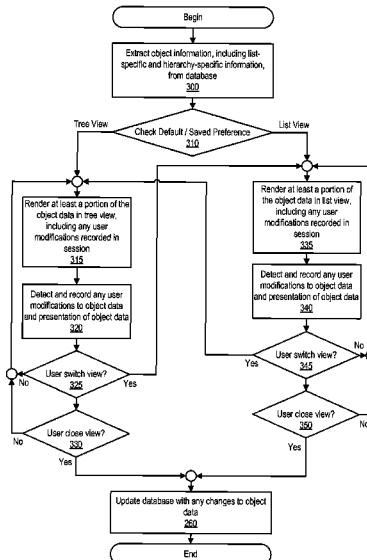 Begin
Extract object information, including list-
specific and hierarchy-specific information,
from database
300
Tree View
List View
Check Default / Saved Preference
310
Render at least a portion of the
object data in tree view,
including any user
modifications recorded in
session
315
Render at least a portion of
the object data in list view,
including any user
modifications recorded in
session
335
Detect and record any user
modifications to object data
and presentation of object data
320
Detect and record any user
modifications to object data
and presentation of object data
340
User switch view?
325
No
Yes
User switch view?
345
Yes
No
User close view?
330
No
Yes
User close view?
350
No
Yes
Update database with any changes to object
data
260
End